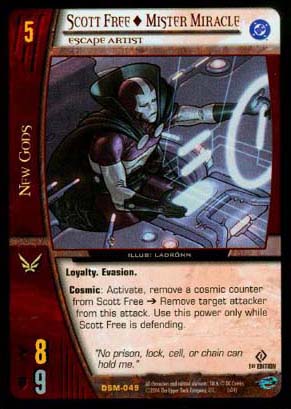 5
Scott Free ♦ Mister Miracle
Escape Artist
New Gods
Illus: Ladrönn
Loyalty. Evasion.
Cosmic: Activate, remove a cosmic counter
from Scott Free ➔ Remove target attacker
from this attack. Use this power only while
Scott Free is defending.
8
9
"No prison, lock, cell, or chain can
hold me."
DSM-049
1st Edition